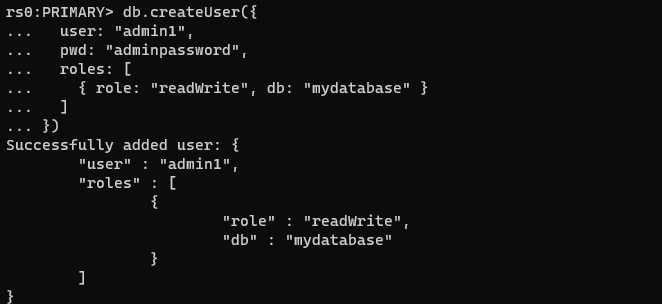 rs0:PRIMARY> db.createUser({
...   user: "admin1",
...   pwd: "adminpassword",
...   roles: [
...     { role: "readWrite", db: "mydatabase" }
...   ]
... })
Successfully added user: {
        "user" : "admin1",
        "roles" : [
                {
                        "role" : "readWrite",
                        "db" : "mydatabase"
                }
        ]
}